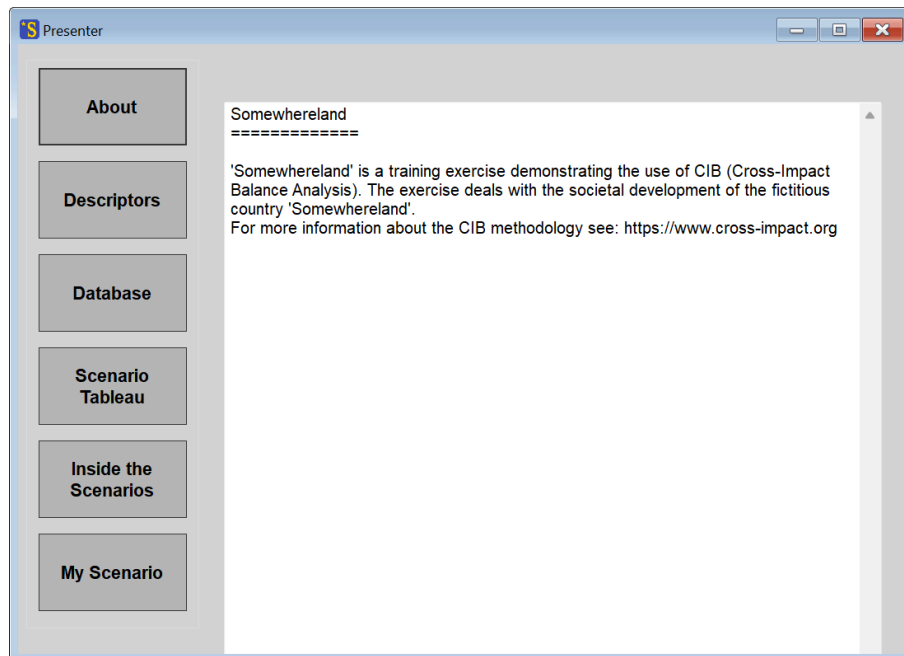 S Presenter
About
Descriptors
Database
Scenario
Tableau
Inside the
Scenarios
My Scenario
Somewhereland
=============
'Somewhereland' is a training exercise demonstrating the use of CIB (Cross-Impact
Balance Analysis). The exercise deals with the societal development of the fictitious
country 'Somewhereland'.
For more information about the CIB methodology see: https://www.cross-impact.org